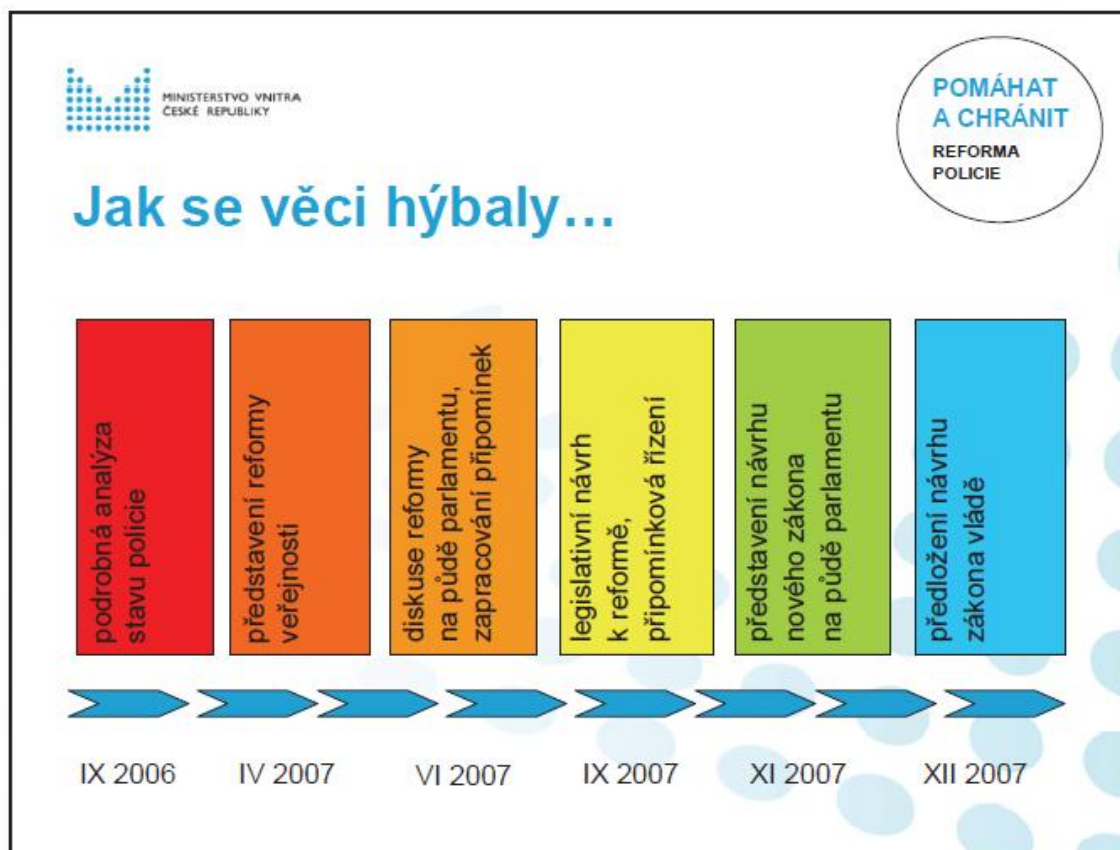 MINISTERSTVO VNITRA
ČESKÉ REPUBLIKY
POMÁHAT
A CHRÁNIT
REFORMA
POLICIE
Jak se věci hýbaly…
podrobná analýza
stavu policie
představení reformy
veřejnosti
diskuse reformy
na půdě parlamentu,
zapracování připomínek
legislativní návrh
k reformě,
připomínková řízení
představení návrhu
nového zákona
na půdě parlamentu
předložení návrhu
zákona vládě
IX 2006
IV 2007
VI 2007
IX 2007
XI 2007
XII 2007